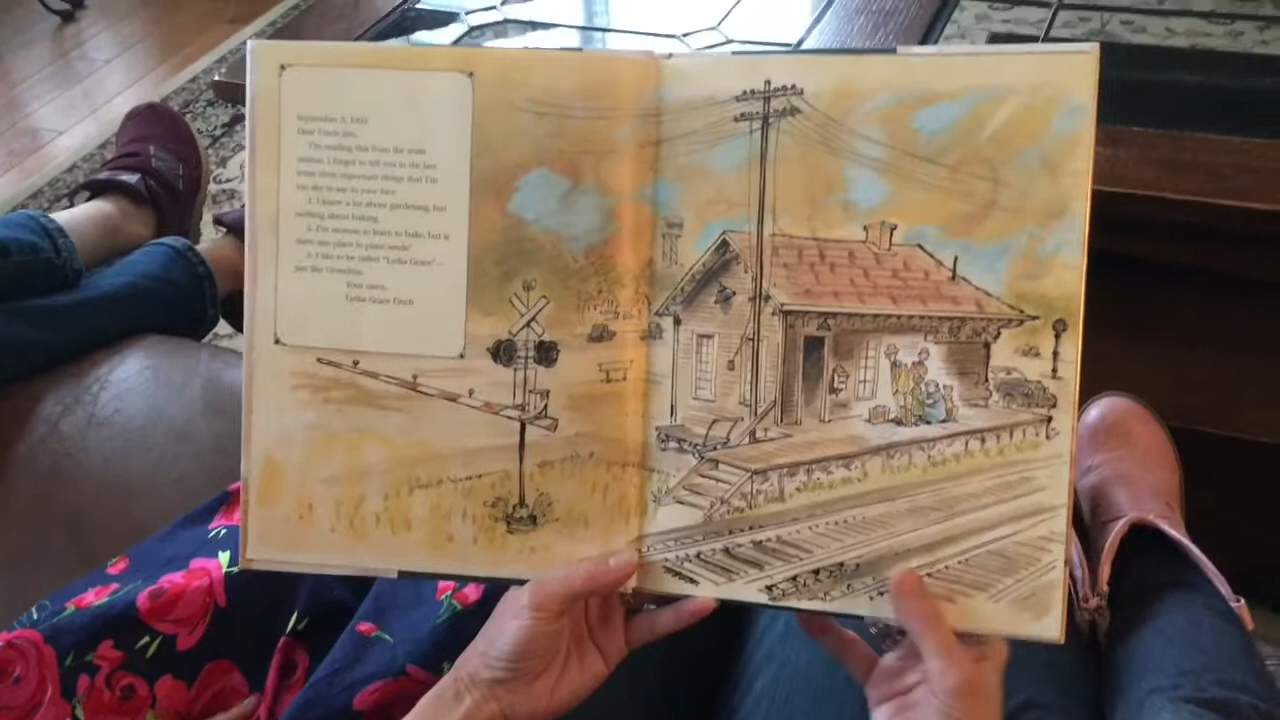 September 3, 1935
Dear Uncle Jim,
I'm mailing this from the train
station. I forgot to tell you in the last
letter three important things that I'm
too shy to say to your face:
1. I know a lot about gardening, but
nothing about baking.
2. I'm anxious to learn to bake, but is
there any place to plant seeds?
3. I like to be called "Lydia Grace"—
just like Grandma.
Your niece,
Lydia Grace Finch